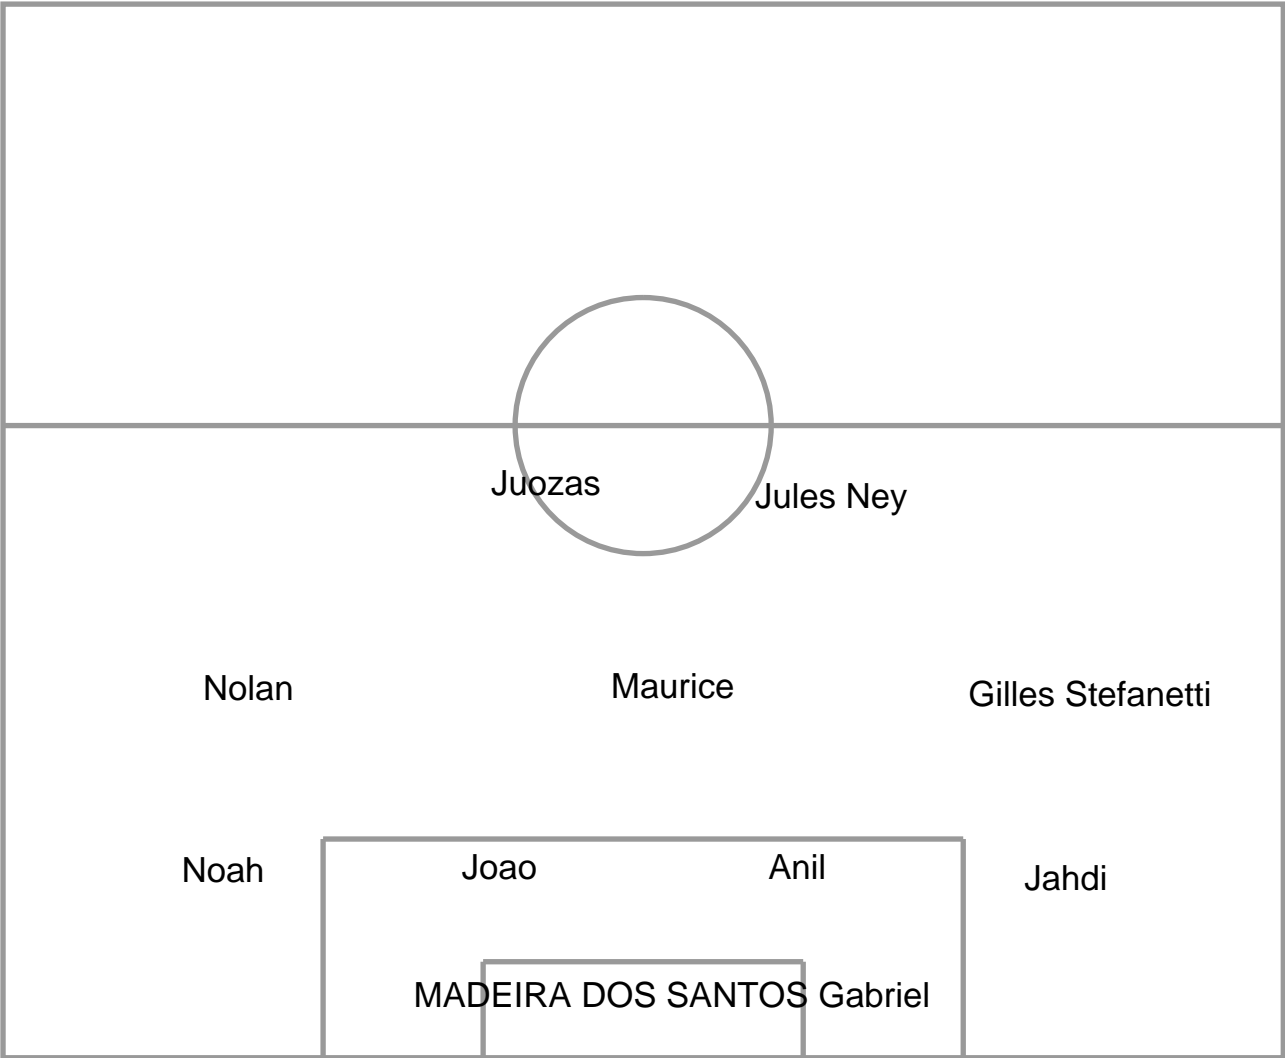 Juozas
Jules Ney
Nolan
Maurice
Gilles Stefanetti
Noah
Joao
Anil
Jahdi
MADEIRA DOS SANTOS Gabriel